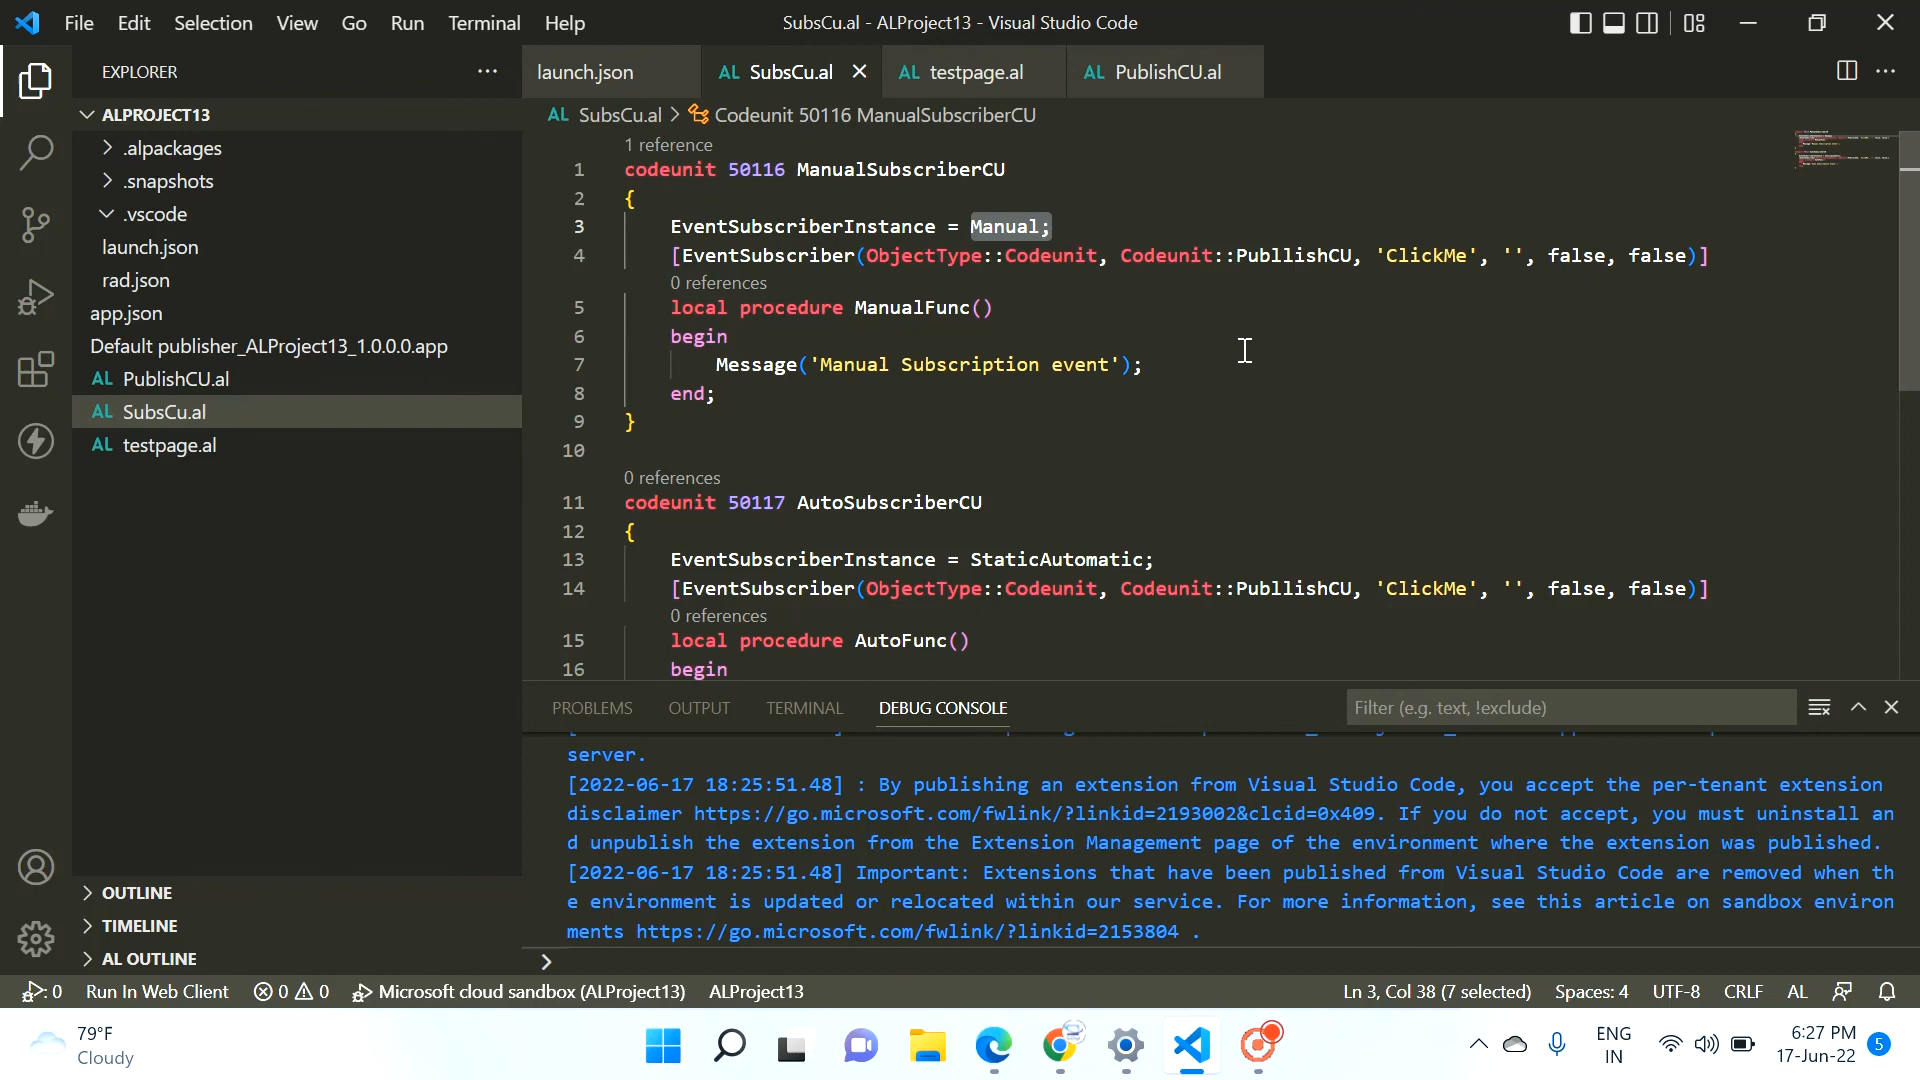 File Edit Selection View Go Run Terminal Help
SubsCu.al - ALProject13 - Visual Studio Code
EXPLORER
ALPROJECT13
.alpackages
.snapshots
.vscode
launch.json
rad.json
app.json
Default publisher_ALProject13_1.0.0.0.app
AL PublishCU.al
AL SubsCu.al
AL testpage.al
OUTLINE
TIMELINE
AL OUTLINE
launch.json AL SubsCu.al AL testpage.al AL PublishCU.al
AL SubsCu.al > Codeunit 50116 ManualSubscriberCU
1 reference
1 codeunit 50116 ManualSubscriberCU
2 {
3 EventSubscriberInstance = Manual;
4 [EventSubscriber(ObjectType::Codeunit, Codeunit::PubllishCU, 'ClickMe', '', false, false)]
0 references
5 local procedure ManualFunc()
6 begin
7 Message('Manual Subscription event');
8 end;
9 }
10
0 references
11 codeunit 50117 AutoSubscriberCU
12 {
13 EventSubscriberInstance = StaticAutomatic;
14 [EventSubscriber(ObjectType::Codeunit, Codeunit::PubllishCU, 'ClickMe', '', false, false)]
0 references
15 local procedure AutoFunc()
16 begin
PROBLEMS OUTPUT TERMINAL DEBUG CONSOLE
Filter (e.g. text, !exclude)
server.
[2022-06-17 18:25:51.48] : By publishing an extension from Visual Studio Code, you accept the per-tenant extension
disclaimer https://go.microsoft.com/fwlink/?linkid=2193002&clcid=0x409. If you do not accept, you must uninstall an
d unpublish the extension from the Extension Management page of the environment where the extension was published.
[2022-06-17 18:25:51.48] Important: Extensions that have been published from Visual Studio Code are removed when th
e environment is updated or relocated within our service. For more information, see this article on sandbox environ
ments https://go.microsoft.com/fwlink/?linkid=2153804 .
: 0 Run In Web Client 0 0 Microsoft cloud sandbox (ALProject13) ALProject13
Ln 3, Col 38 (7 selected) Spaces: 4 UTF-8 CRLF AL
79°F
Cloudy
ENG
IN
6:27 PM
17-Jun-22
5